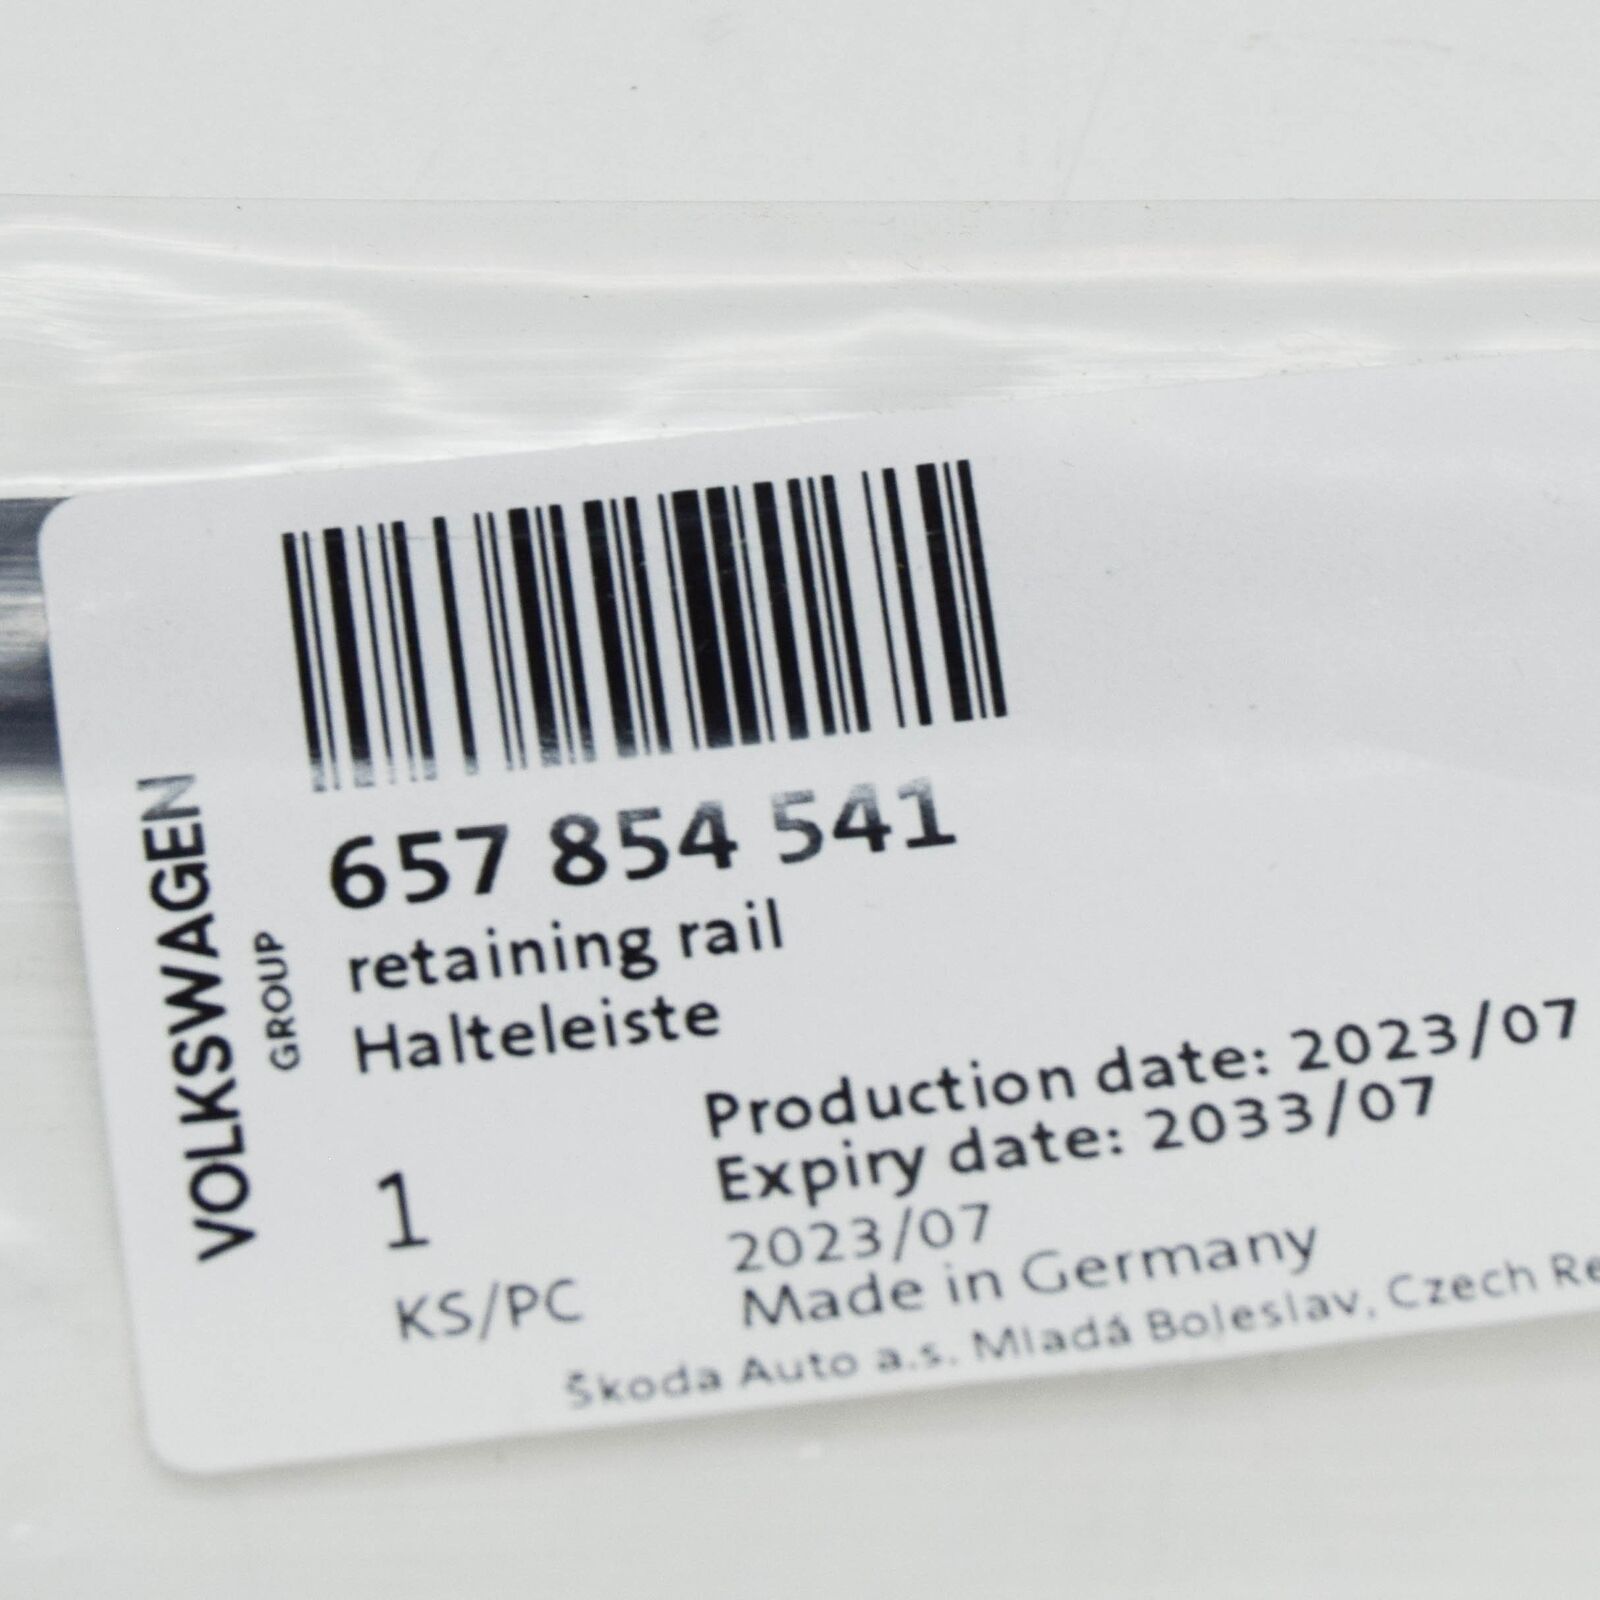 VOLKSWAGEN
GROUP
657 854 541
retaining rail
Halteleiste
Production date: 2023/07
Expiry date: 2033/07
1
2023/07
KS/PC
Made in Germany
Škoda Auto a.s. Mladá Boleslav, Czech